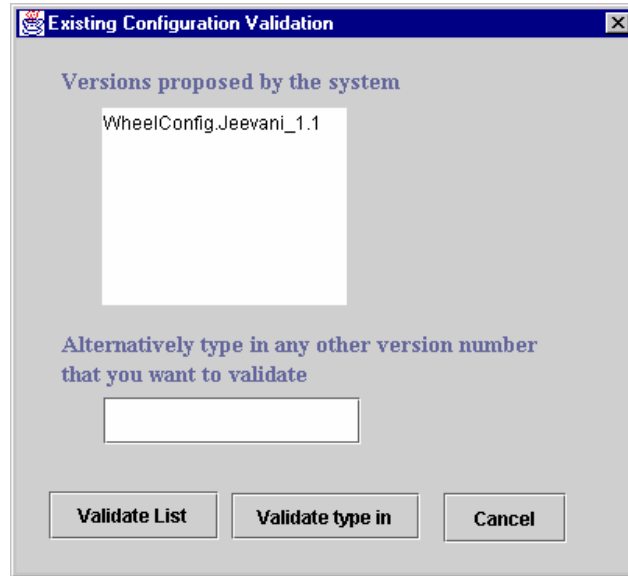 Existing Configuration Validation
Versions proposed by the system
WheelConfig.Jeevani_1.1
Alternatively type in any other version number
that you want to validate
Validate List
Validate type in
Cancel